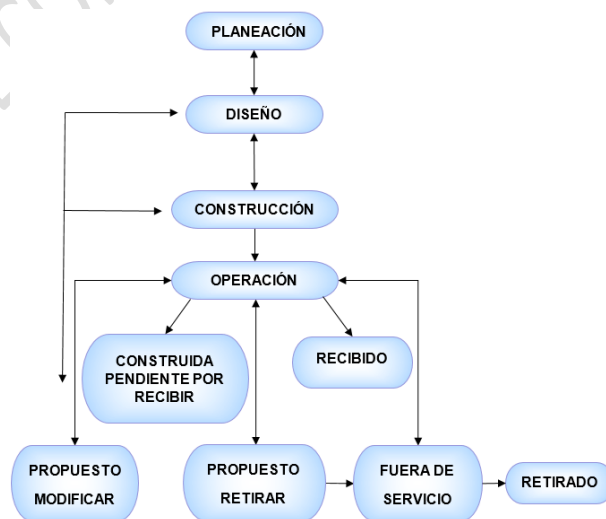 PLANEACIÓN
DISEÑO
CONSTRUCCIÓN
OPERACIÓN
CONSTRUIDA
PENDIENTE POR
RECIBIR
RECIBIDO
PROPUESTO
MODIFICAR
PROPUESTO
RETIRAR
FUERA DE
SERVICIO
RETIRADO